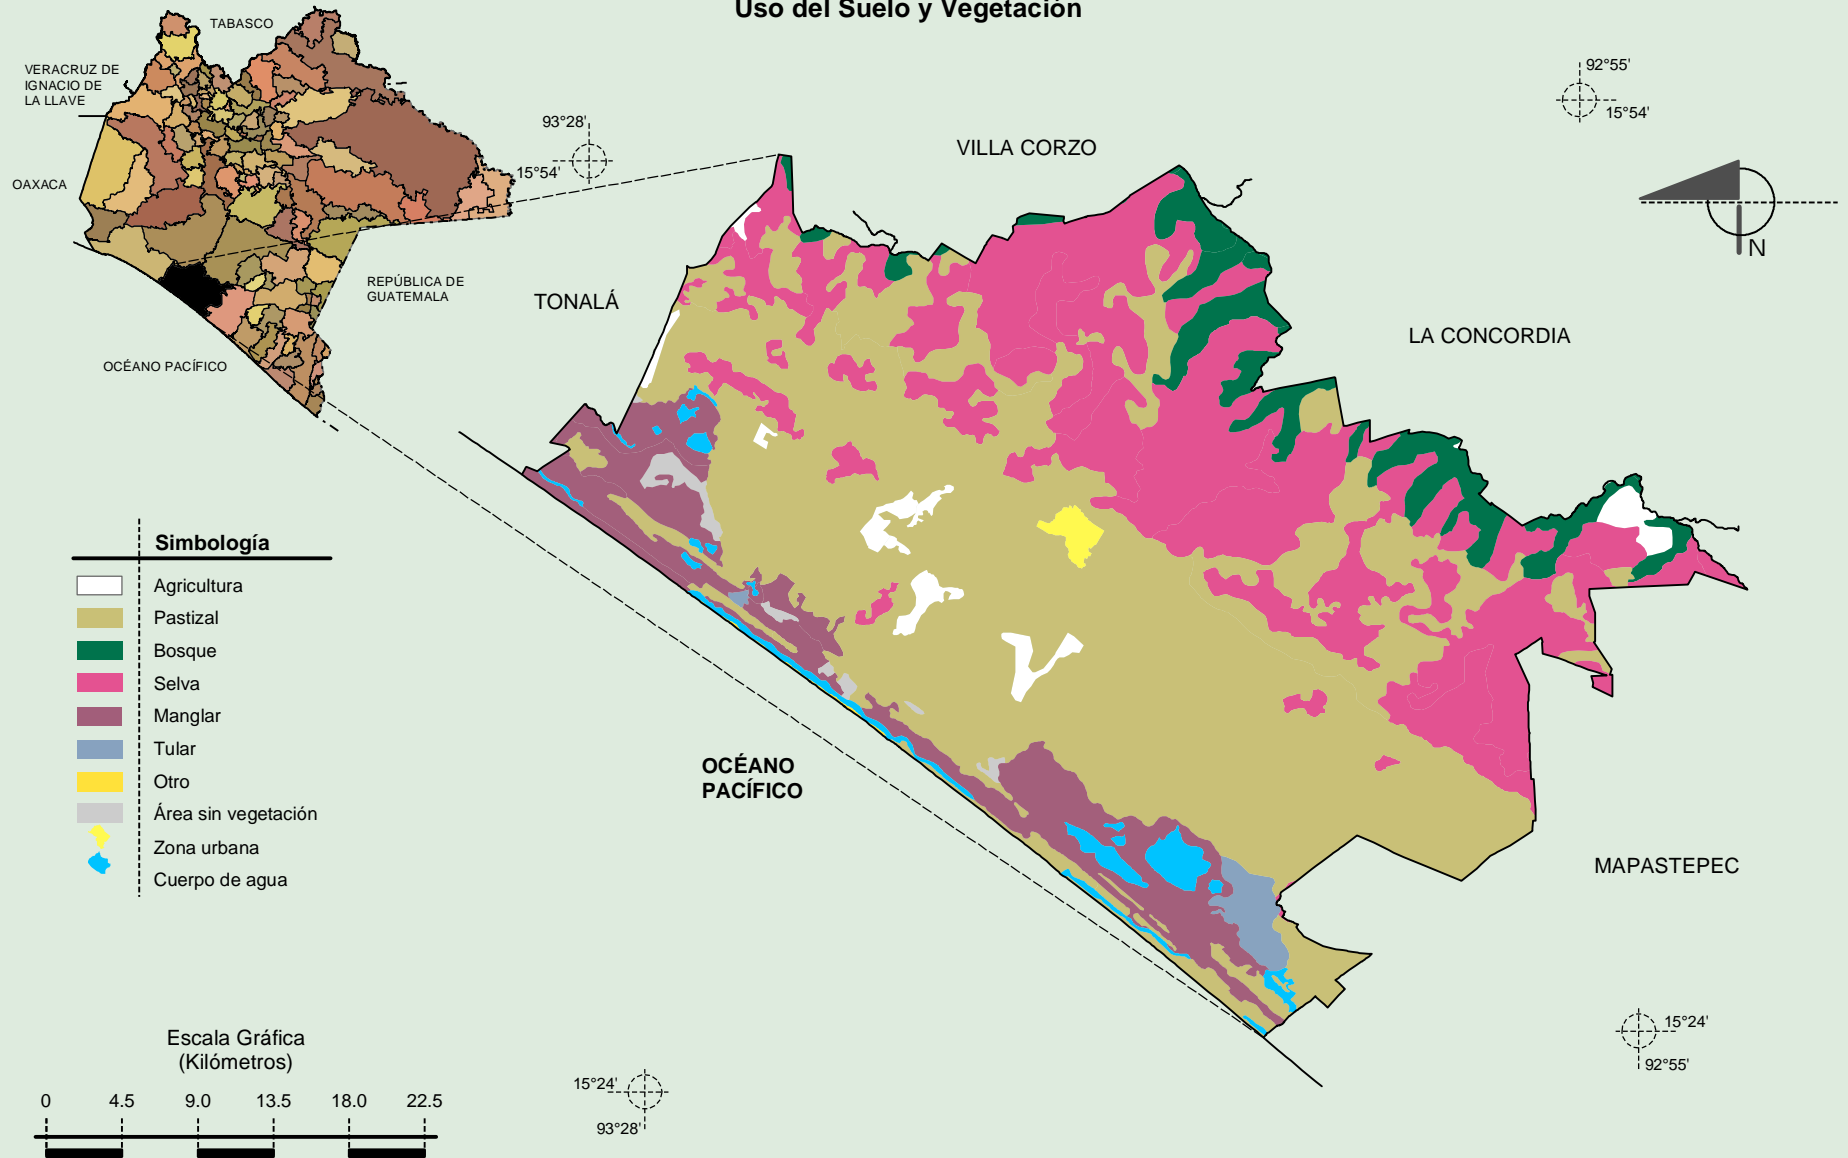 Uso del Suelo y Vegetación
TABASCO
VERACRUZ DE
IGNACIO DE
LA LLAVE
OAXACA
REPÚBLICA DE
GUATEMALA
OCÉANO PACÍFICO
93°28'
15°54'
92°55'
15°54'
VILLA CORZO
TONALÁ
LA CONCORDIA
N
MAPASTEPEC
OCÉANO
PACÍFICO
Simbología
Agricultura
Pastizal
Bosque
Selva
Manglar
Tular
Otro
Área sin vegetación
Zona urbana
Cuerpo de agua
Escala Gráfica
(Kilómetros)
0 4.5 9.0 13.5 18.0 22.5
15°24'
93°28'
15°24'
92°55'